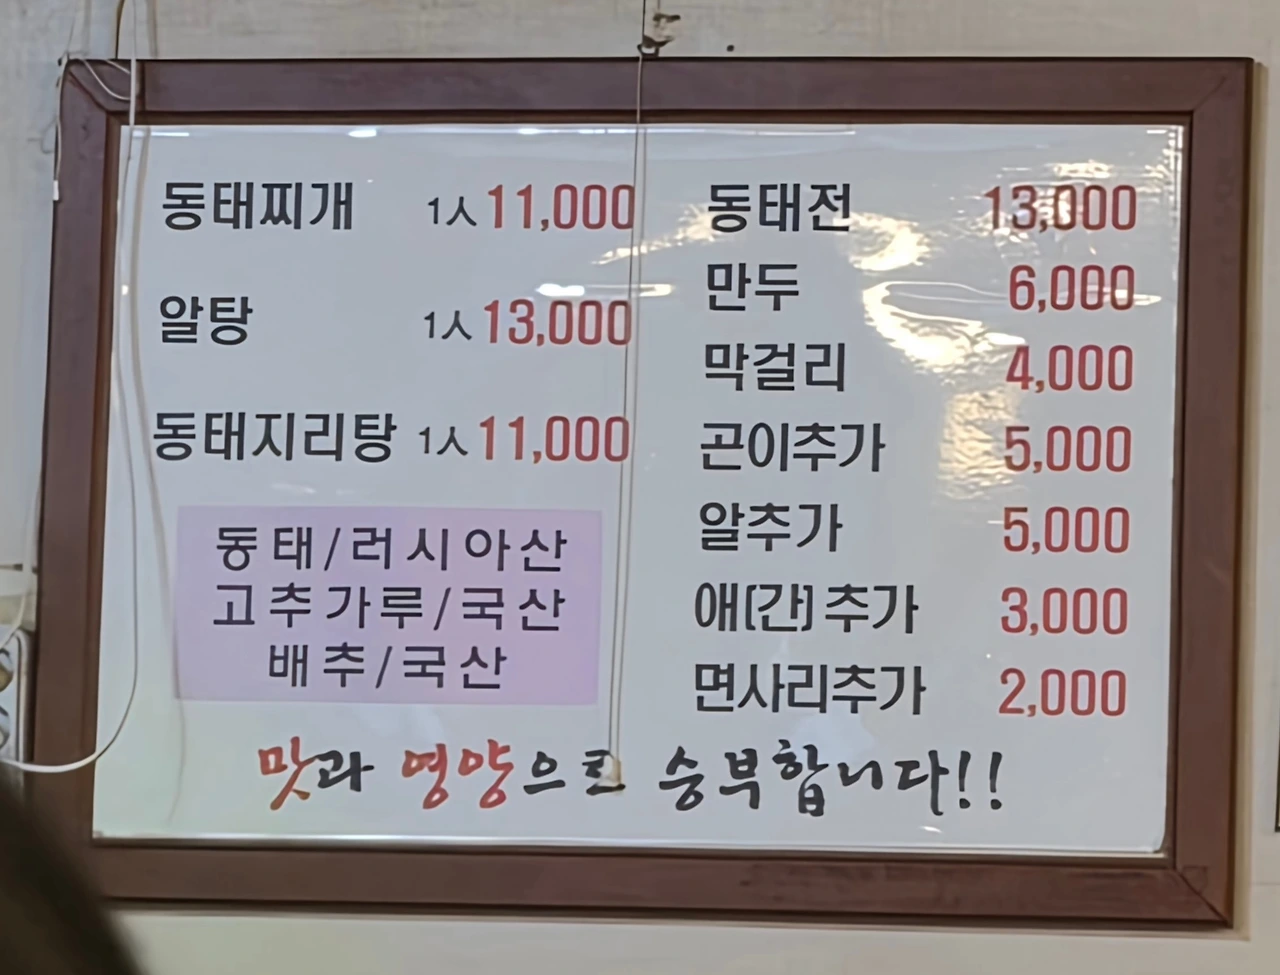 동태찌개 1人 11,000
알탕 1人 13,000
동태지리탕 1人 11,000
동태/러시아산
고추가루/국산
배추/국산
동태전 13,000
만두 6,000
막걸리 4,000
곤이추가 5,000
알추가 5,000
애(간)추가 3,000
면사리추가 2,000
맛과 영양으로 승부합니다!!